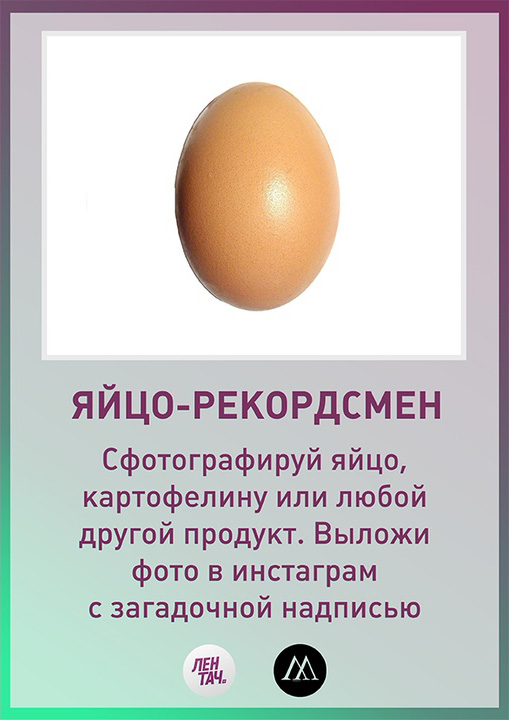 ЯЙЦО-РЕКОРДСМЕН
Сфотографируй яйцо,
картофелину или любой
другой продукт. Выложи
фото в инстаграм
с загадочной надписью
ЛЕН
ТАЧ.